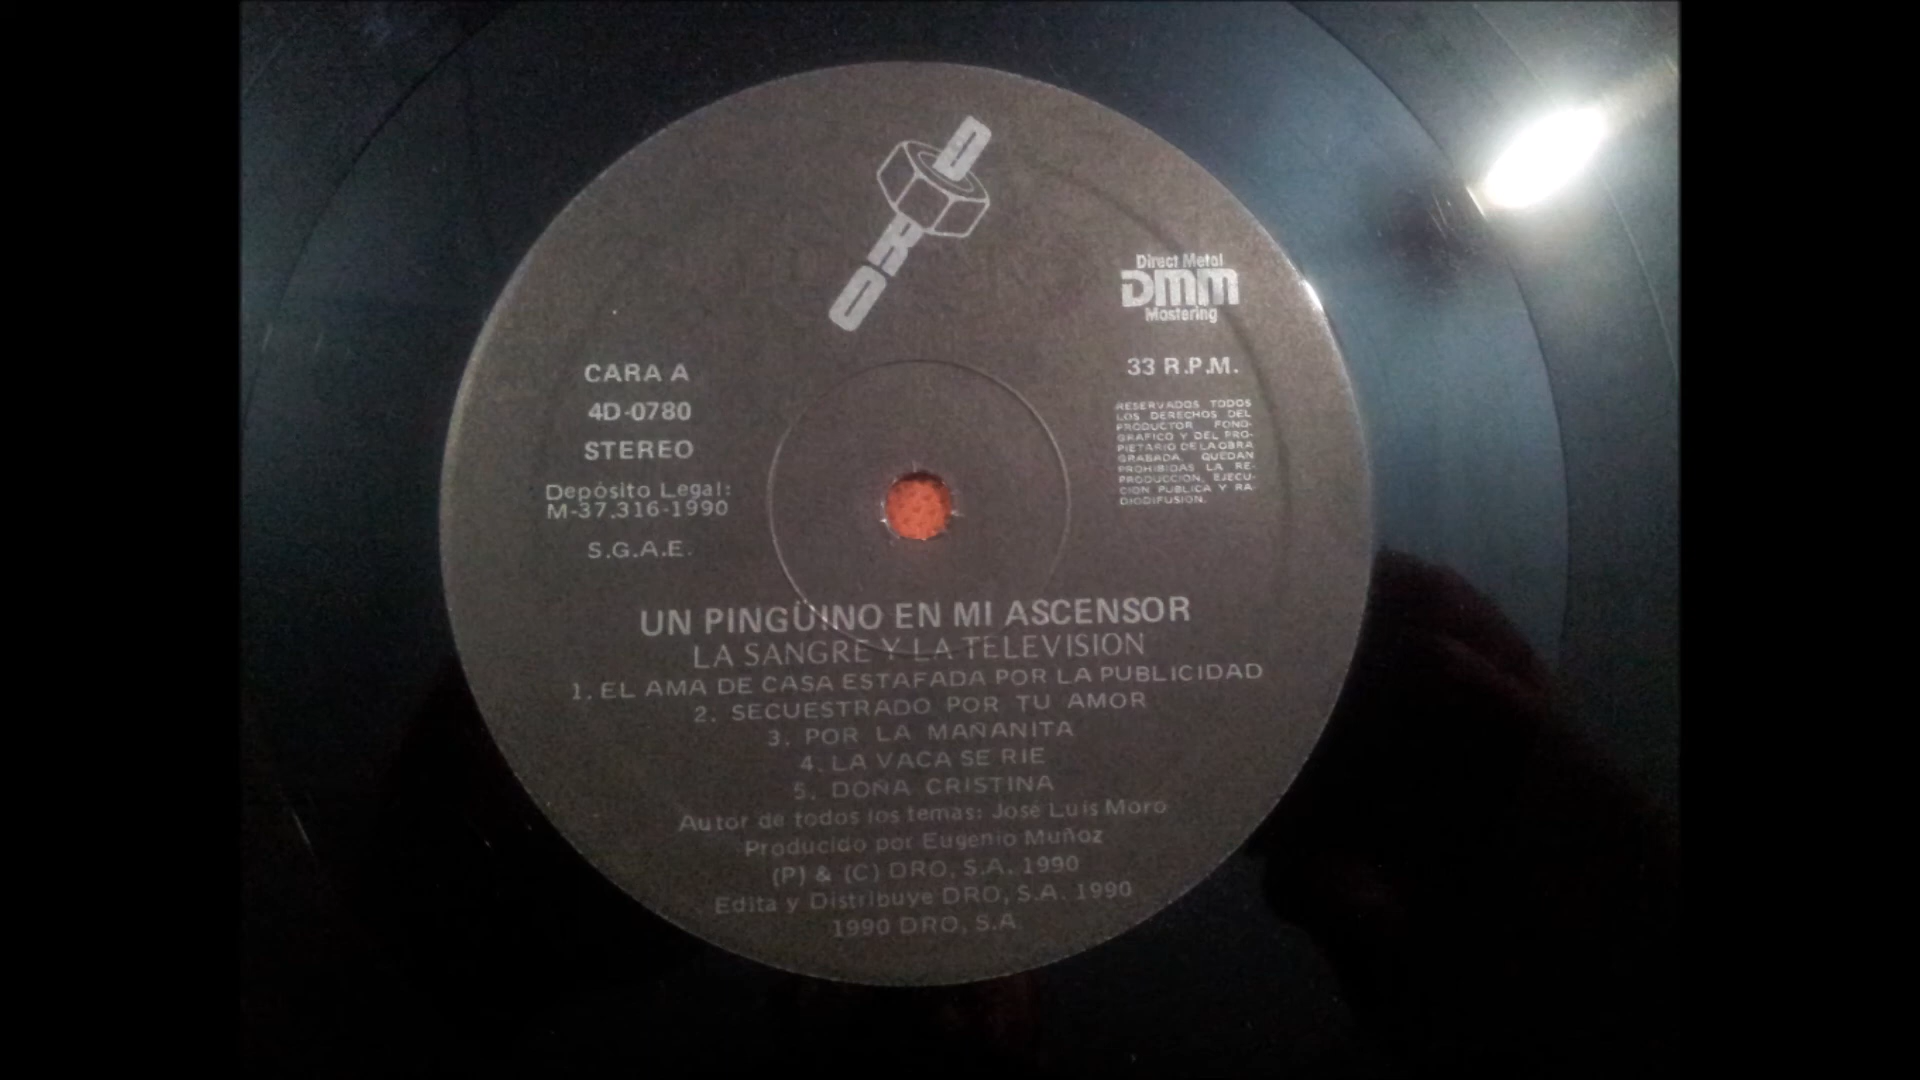 Direct Metal
DMM
Mastering
CARA A
4D-0780
STEREO
Depósito Legal:
M-37.316-1990
S.G.A.E.
33 R.P.M.
RESERVADOS TODOS
LOS DERECHOS DEL
PRODUCTOR FONO-
GRAFICO Y DEL PRO-
PIETARIO DE LA OBRA
GRABADA. QUEDAN
PROHIBIDAS LA RE-
PRODUCCION, EJECU-
CION PUBLICA Y RA-
DIODIFUSION.
UN PINGÜINO EN MI ASCENSOR
LA SANGRE Y LA TELEVISION
1. EL AMA DE CASA ESTAFADA POR LA PUBLICIDAD
2. SECUESTRADO POR TU AMOR
3. POR LA MAÑANITA
4. LA VACA SE RIE
5. DOÑA CRISTINA
Autor de todos los temas: José Luis Moro
Producido por Eugenio Muñoz
(P) & (C) DRO, S.A. 1990
Edita y Distribuye DRO, S.A. 1990
1990 DRO, S.A